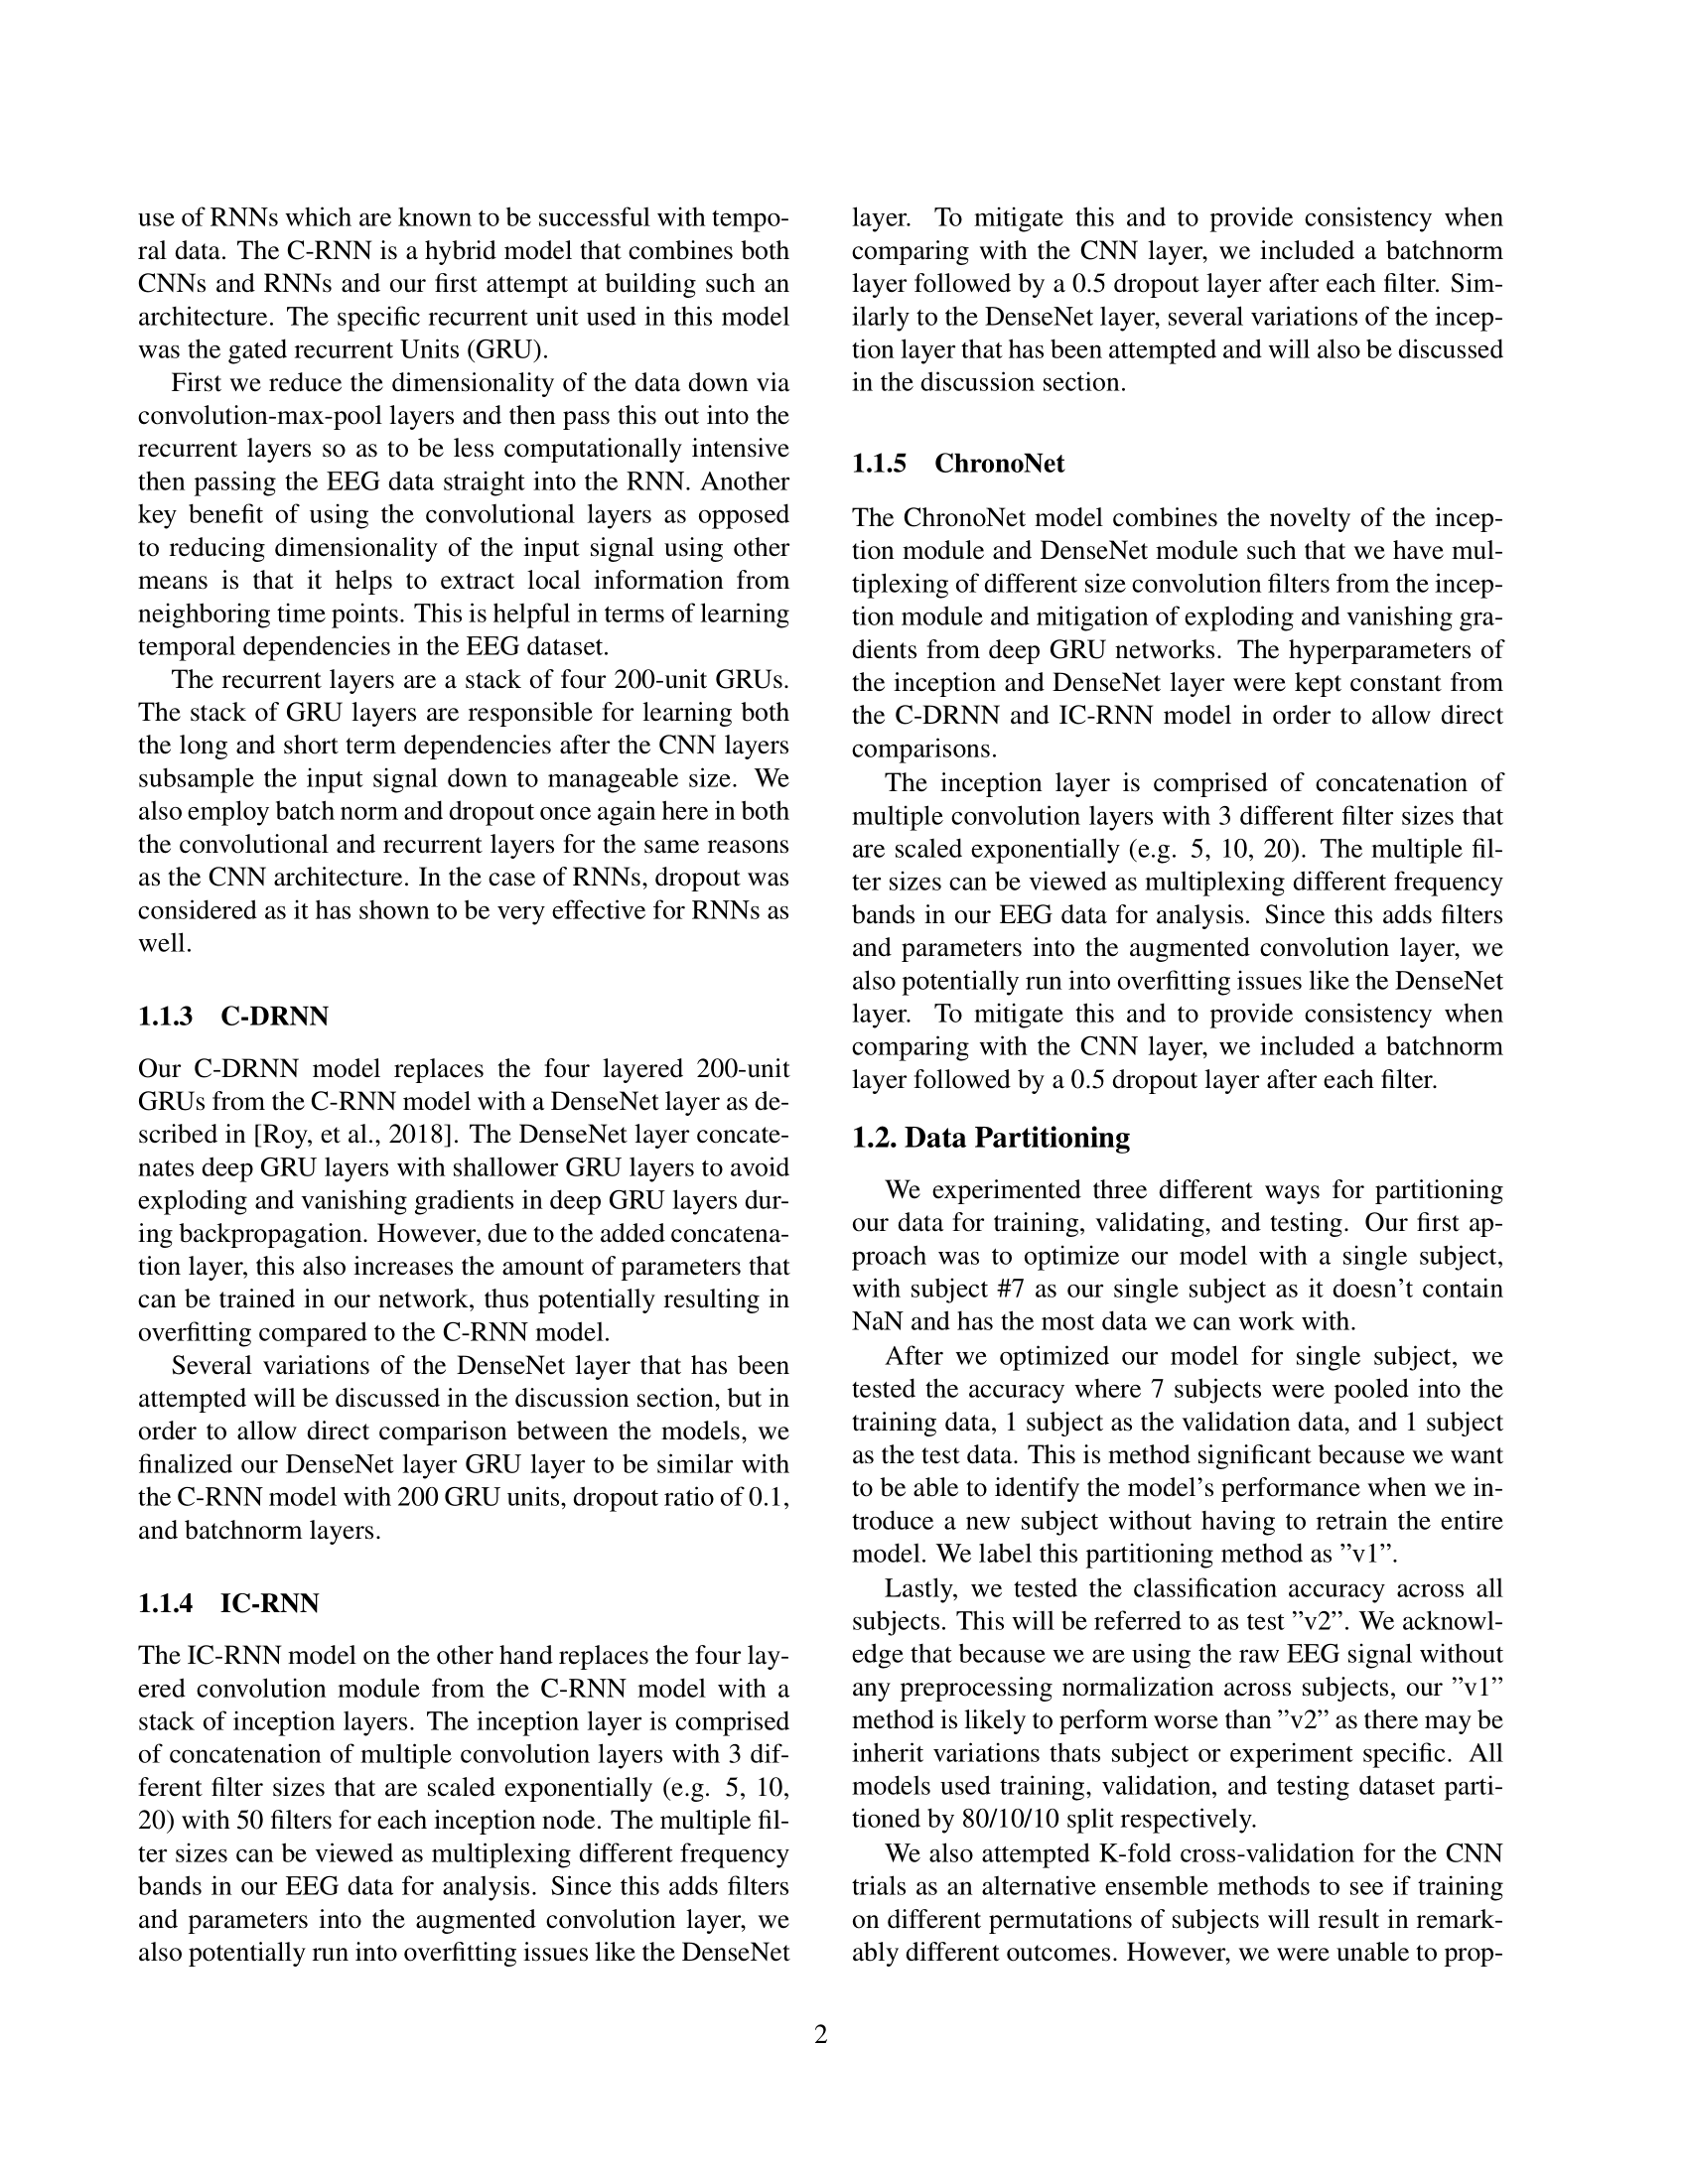 use of RNNs which are known to be successful with tempo-
ral data. The C-RNN is a hybrid model that combines both
CNNs and RNNs and our first attempt at building such an
architecture. The specific recurrent unit used in this model
was the gated recurrent Units (GRU).
First we reduce the dimensionality of the data down via
convolution-max-pool layers and then pass this out into the
recurrent layers so as to be less computationally intensive
then passing the EEG data straight into the RNN. Another
key benefit of using the convolutional layers as opposed
to reducing dimensionality of the input signal using other
means is that it helps to extract local information from
neighboring time points. This is helpful in terms of learning
temporal dependencies in the EEG dataset.
The recurrent layers are a stack of four 200-unit GRUs.
The stack of GRU layers are responsible for learning both
the long and short term dependencies after the CNN layers
subsample the input signal down to manageable size. We
also employ batch norm and dropout once again here in both
the convolutional and recurrent layers for the same reasons
as the CNN architecture. In the case of RNNs, dropout was
considered as it has shown to be very effective for RNNs as
well.
1.1.3 C-DRNN
Our C-DRNN model replaces the four layered 200-unit
GRUs from the C-RNN model with a DenseNet layer as de-
scribed in [Roy, et al., 2018]. The DenseNet layer concate-
nates deep GRU layers with shallower GRU layers to avoid
exploding and vanishing gradients in deep GRU layers dur-
ing backpropagation. However, due to the added concatena-
tion layer, this also increases the amount of parameters that
can be trained in our network, thus potentially resulting in
overfitting compared to the C-RNN model.
Several variations of the DenseNet layer that has been
attempted will be discussed in the discussion section, but in
order to allow direct comparison between the models, we
finalized our DenseNet layer GRU layer to be similar with
the C-RNN model with 200 GRU units, dropout ratio of 0.1,
and batchnorm layers.
1.1.4 IC-RNN
The IC-RNN model on the other hand replaces the four lay-
ered convolution module from the C-RNN model with a
stack of inception layers. The inception layer is comprised
of concatenation of multiple convolution layers with 3 dif-
ferent filter sizes that are scaled exponentially (e.g. 5, 10,
20) with 50 filters for each inception node. The multiple fil-
ter sizes can be viewed as multiplexing different frequency
bands in our EEG data for analysis. Since this adds filters
and parameters into the augmented convolution layer, we
also potentially run into overfitting issues like the DenseNet
layer. To mitigate this and to provide consistency when
comparing with the CNN layer, we included a batchnorm
layer followed by a 0.5 dropout layer after each filter. Sim-
ilarly to the DenseNet layer, several variations of the incep-
tion layer that has been attempted and will also be discussed
in the discussion section.
1.1.5 ChronoNet
The ChronoNet model combines the novelty of the incep-
tion module and DenseNet module such that we have mul-
tiplexing of different size convolution filters from the incep-
tion module and mitigation of exploding and vanishing gra-
dients from deep GRU networks. The hyperparameters of
the inception and DenseNet layer were kept constant from
the C-DRNN and IC-RNN model in order to allow direct
comparisons.
The inception layer is comprised of concatenation of
multiple convolution layers with 3 different filter sizes that
are scaled exponentially (e.g. 5, 10, 20). The multiple fil-
ter sizes can be viewed as multiplexing different frequency
bands in our EEG data for analysis. Since this adds filters
and parameters into the augmented convolution layer, we
also potentially run into overfitting issues like the DenseNet
layer. To mitigate this and to provide consistency when
comparing with the CNN layer, we included a batchnorm
layer followed by a 0.5 dropout layer after each filter.
1.2. Data Partitioning
We experimented three different ways for partitioning
our data for training, validating, and testing. Our first ap-
proach was to optimize our model with a single subject,
with subject #7 as our single subject as it doesn't contain
NaN and has the most data we can work with.
After we optimized our model for single subject, we
tested the accuracy where 7 subjects were pooled into the
training data, 1 subject as the validation data, and 1 subject
as the test data. This is method significant because we want
to be able to identify the model's performance when we in-
troduce a new subject without having to retrain the entire
model. We label this partitioning method as ”v1”.
Lastly, we tested the classification accuracy across all
subjects. This will be referred to as test ”v2”. We acknowl-
edge that because we are using the raw EEG signal without
any preprocessing normalization across subjects, our ”v1”
method is likely to perform worse than ”v2” as there may be
inherit variations thats subject or experiment specific. All
models used training, validation, and testing dataset parti-
tioned by 80/10/10 split respectively.
We also attempted K-fold cross-validation for the CNN
trials as an alternative ensemble methods to see if training
on different permutations of subjects will result in remark-
ably different outcomes. However, we were unable to prop-
2